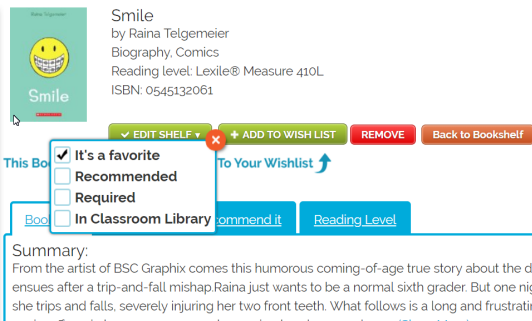 Raina Telgemeier
Smile
Smile
by Raina Telgemeier
Biography, Comics
Reading level: Lexile® Measure 410L
ISBN: 0545132061
EDIT SHELF ADD TO WISH LIST REMOVE Back to Bookshelf
It's a favorite
Recommended
Required
In Classroom Library
This To Your Wishlist
commend it Reading Level
Summary:
From the artist of BSC Graphix comes this humorous coming-of-age true story about the d
ensues after a trip-and-fall mishap.Raina just wants to be a normal sixth grader. But one nig
she trips and falls, severely injuring her two front teeth. What follows is a long and frustratin